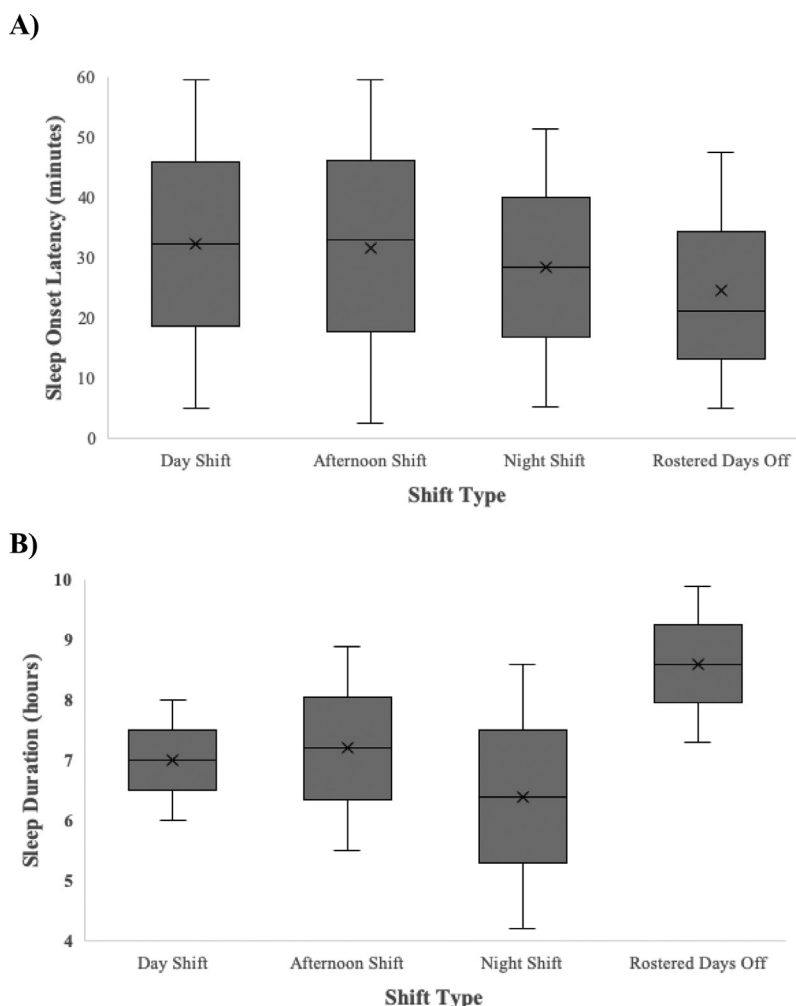 A)
60
50
40
30
20
10
0
Sleep Onset Latency (minutes)
Day Shift Afternoon Shift Night Shift Rostered Days Off
Shift Type
B)
10
9
8
7
6
5
4
Sleep Duration (hours)
Day Shift Afternoon Shift Night Shift Rostered Days Off
Shift Type